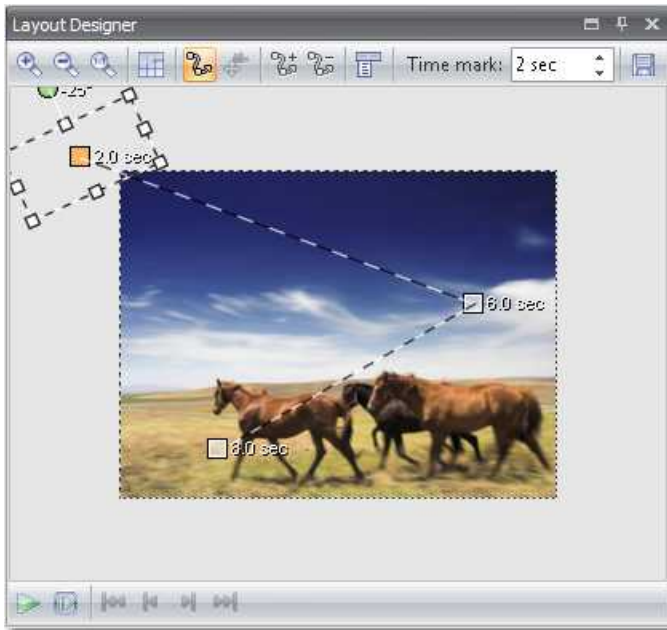 Layout Designer
Time mark: 2 sec
-25°
2.0 sec
6.0 sec
8.0 sec